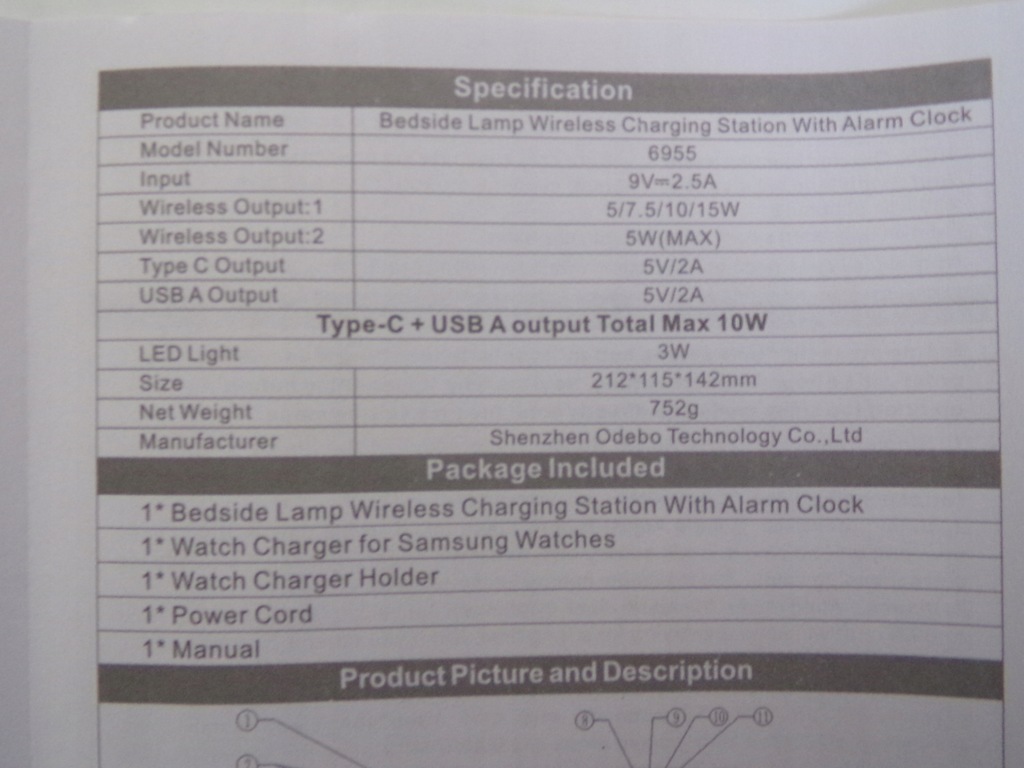 Specification
Product Name Bedside Lamp Wireless Charging Station With Alarm Clock
Model Number 6955
Input 9V⎓2.5A
Wireless Output:1 5/7.5/10/15W
Wireless Output:2 5W(MAX)
Type C Output 5V/2A
USB A Output 5V/2A
Type-C + USB A output Total Max 10W
LED Light 3W
Size 212*115*142mm
Net Weight 752g
Manufacturer Shenzhen Odebo Technology Co.,Ltd
Package Included
1* Bedside Lamp Wireless Charging Station With Alarm Clock
1* Watch Charger for Samsung Watches
1* Watch Charger Holder
1* Power Cord
1* Manual
Product Picture and Description
① ⑧ ⑨ ⑩ ⑪